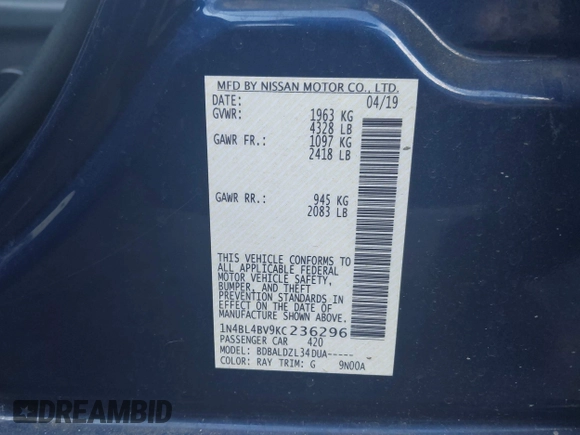 MFD BY NISSAN MOTOR CO., LTD.
DATE: 04/19
GVWR: 1963 KG
4328 LB
GAWR FR.: 1097 KG
2418 LB
GAWR RR.: 945 KG
2083 LB
THIS VEHICLE CONFORMS TO
ALL APPLICABLE FEDERAL
MOTOR VEHICLE SAFETY,
BUMPER, AND THEFT
PREVENTION STANDARDS
IN EFFECT ON THE DATE OF
MANUFACTURE SHOWN ABOVE.
1N4BL4BV9KC236296
PASSENGER CAR 420
MODEL: BDBALDZL34DUA-----
COLOR: RAY TRIM: G 9N00A
DREAMBID